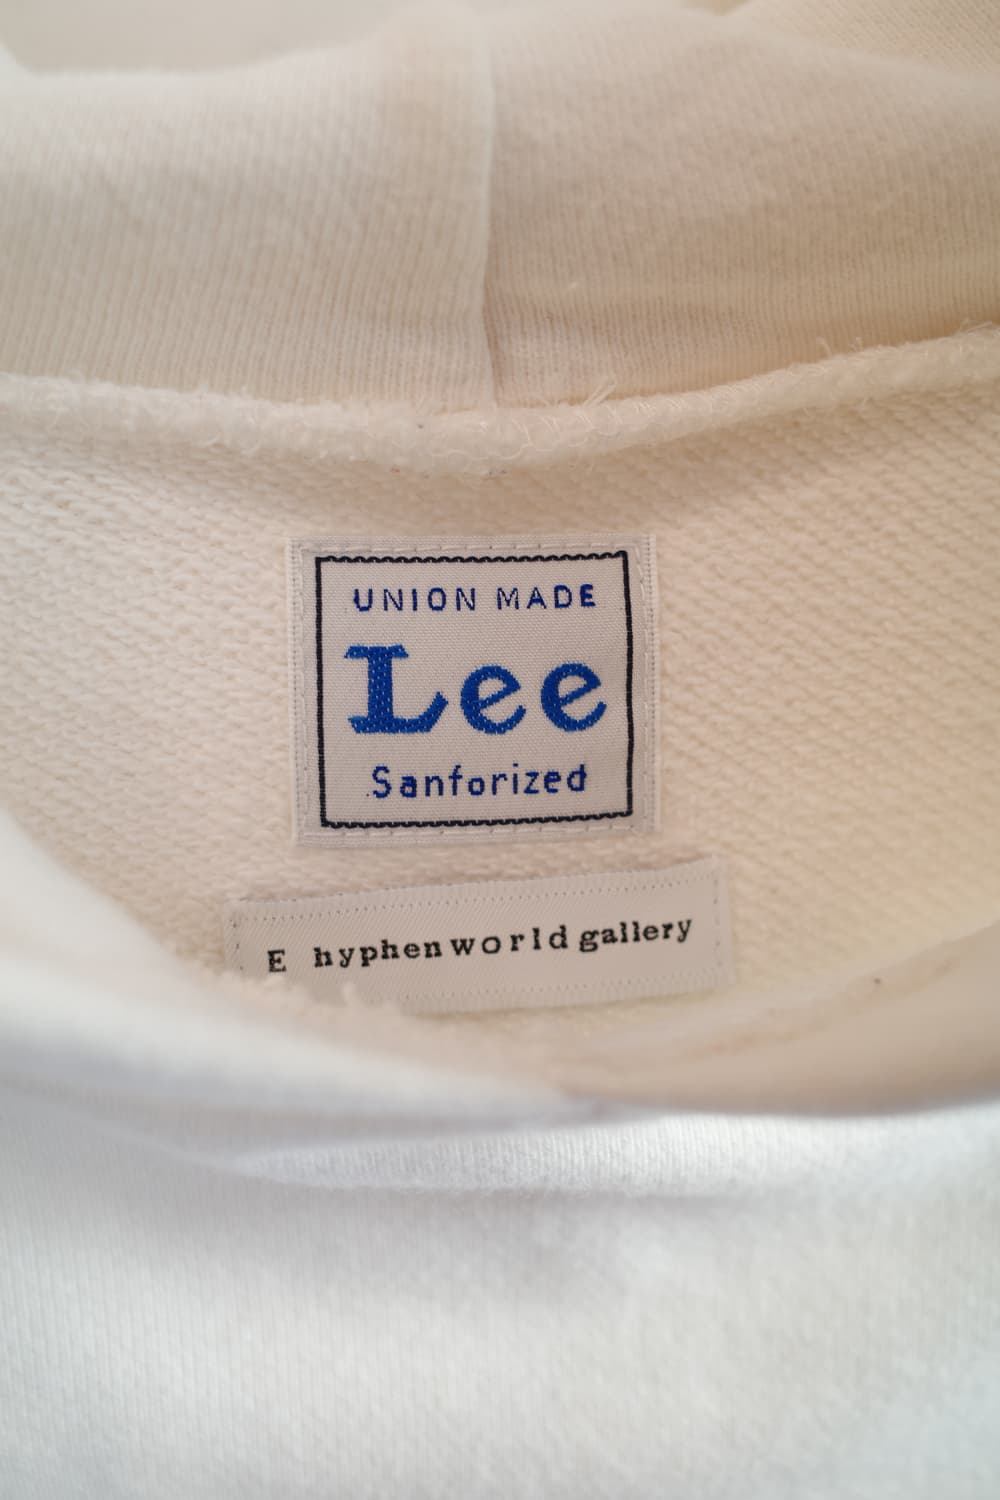 UNION MADE
Lee
Sanforized
E hyphen world gallery